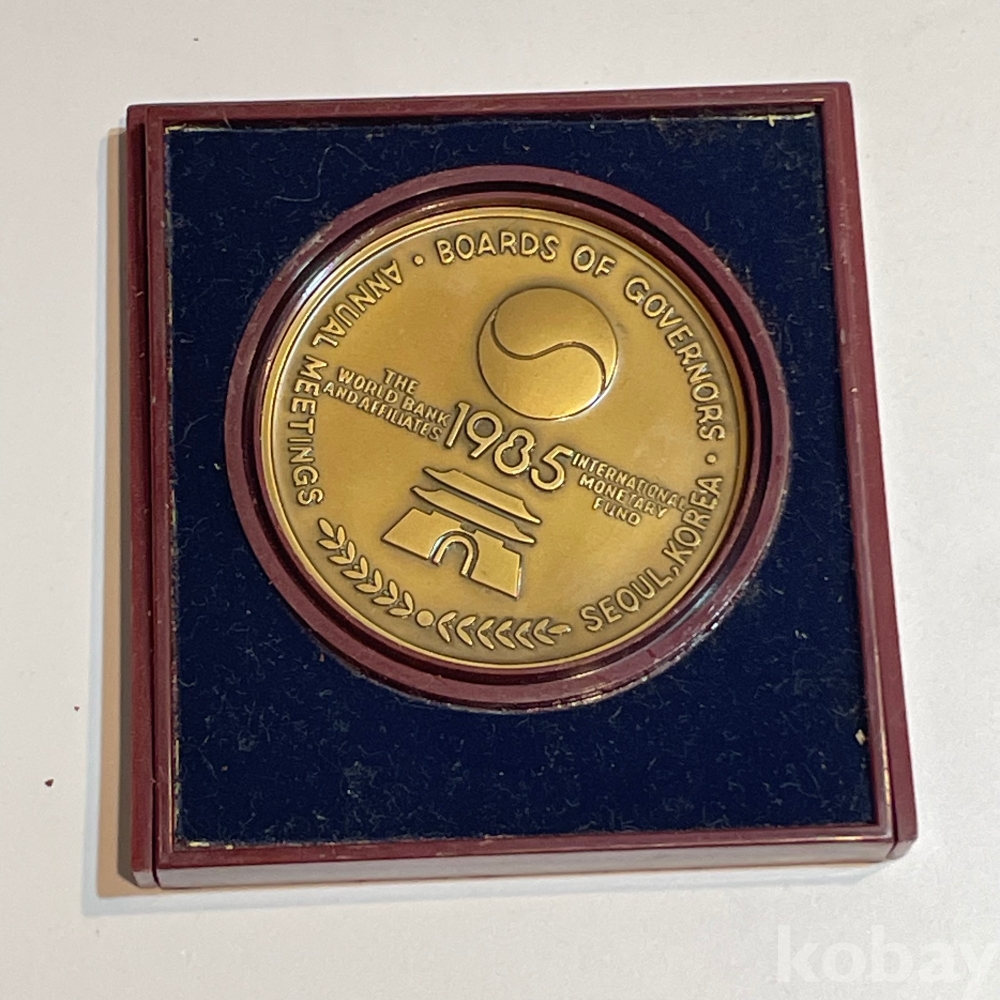 ANNUAL MEETINGS • BOARDS OF GOVERNORS • SEOUL, KOREA
THE
WORLD BANK
AND AFFILIATES
1985
INTERNATIONAL
MONETARY
FUND
kobay